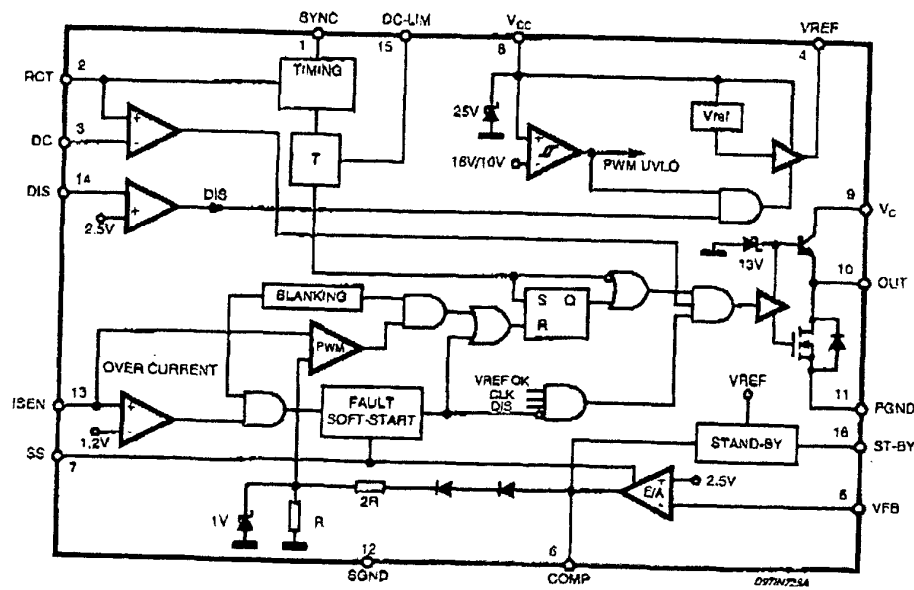 SYNC
DC-LIM
VCC
VREF
1
15
8
4
RCT
2
TIMING
25V
Vref
DC
3
T
16V/10V
PWM UVLO
DIS
14
DIS
2.5V
9
VC
13V
10
OUT
BLANKING
S
Q
R
PWM
OVER CURRENT
VREF OK
CLK
DIS
VREF
ISEN
13
FAULT
SOFT-START
11
PGND
1.2V
STAND-BY
16
ST-BY
SS
7
2R
E/A
2.5V
1V
R
VFB
12
SGND
6
COMP